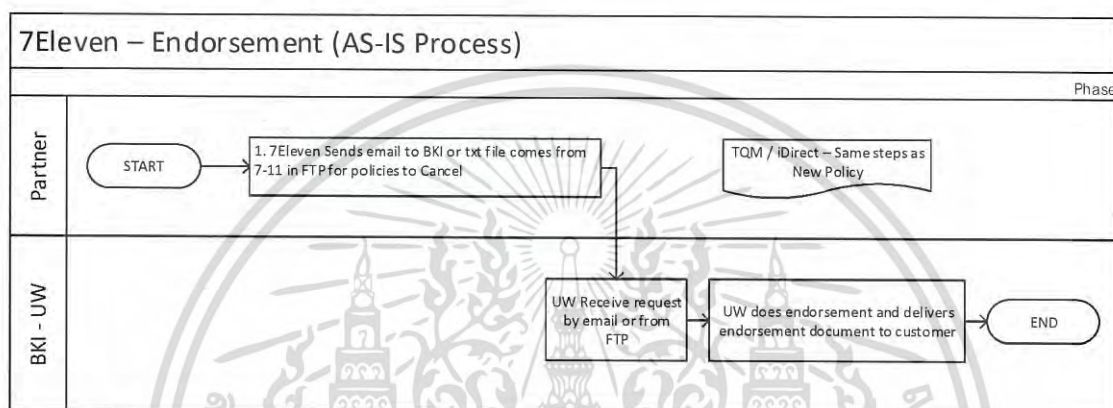 7Eleven – Endorsement (AS-IS Process)
Phase
Partner
START
1. 7Eleven Sends email to BKI or txt file comes from
7-11 in FTP for policies to Cancel
TQM / iDirect – Same steps as
New Policy
BKI - UW
UW Receive request
by email or from
FTP
UW does endorsement and delivers
endorsement document to customer
END